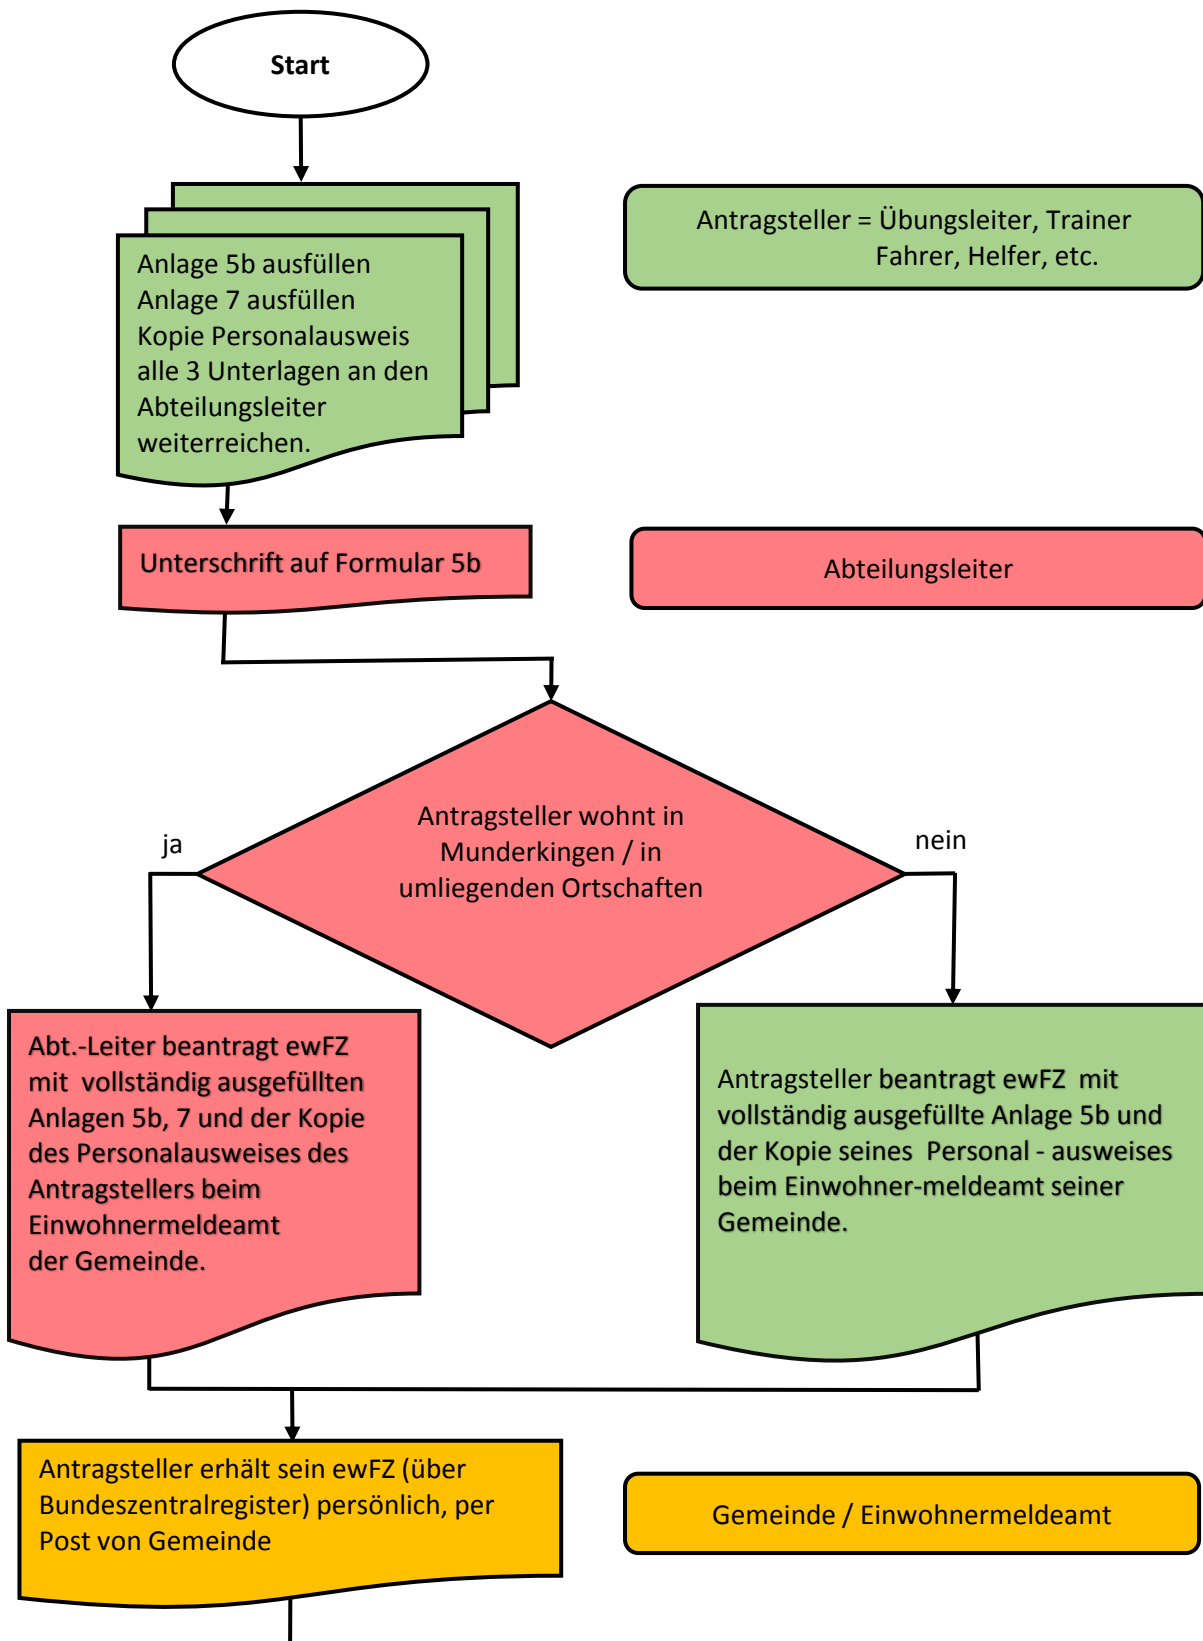 Start
Anlage 5b ausfüllen
Anlage 7 ausfüllen
Kopie Personalausweis
alle 3 Unterlagen an den
Abteilungsleiter
weiterreichen.
Antragsteller = Übungsleiter, Trainer
Fahrer, Helfer, etc.
Unterschrift auf Formular 5b
Abteilungsleiter
Antragsteller wohnt in
Munderkingen / in
umliegenden Ortschaften
ja
nein
Abt.-Leiter beantragt ewFZ
mit  vollständig ausgefüllten
Anlagen 5b, 7 und der Kopie
des Personalausweises des
Antragstellers beim
Einwohnermeldeamt
der Gemeinde.
Antragsteller beantragt ewFZ  mit
vollständig ausgefüllte Anlage 5b und
der Kopie seines  Personal - ausweises
beim Einwohner-meldeamt seiner
Gemeinde.
Antragsteller erhält sein ewFZ (über
Bundeszentralregister) persönlich, per
Post von Gemeinde
Gemeinde / Einwohnermeldeamt